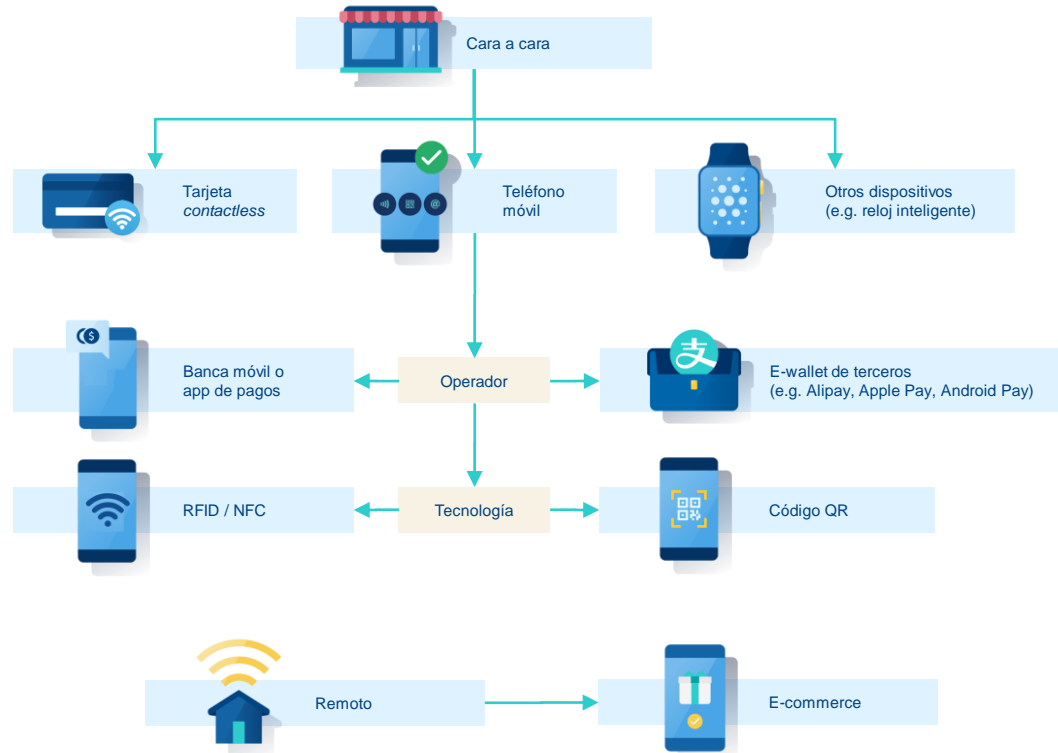 Cara a cara
Tarjeta
contactless
Teléfono
móvil
Otros dispositivos
(e.g. reloj inteligente)
Banca móvil o
app de pagos
Operador
E-wallet de terceros
(e.g. Alipay, Apple Pay, Android Pay)
RFID / NFC
Tecnología
Código QR
Remoto
E-commerce